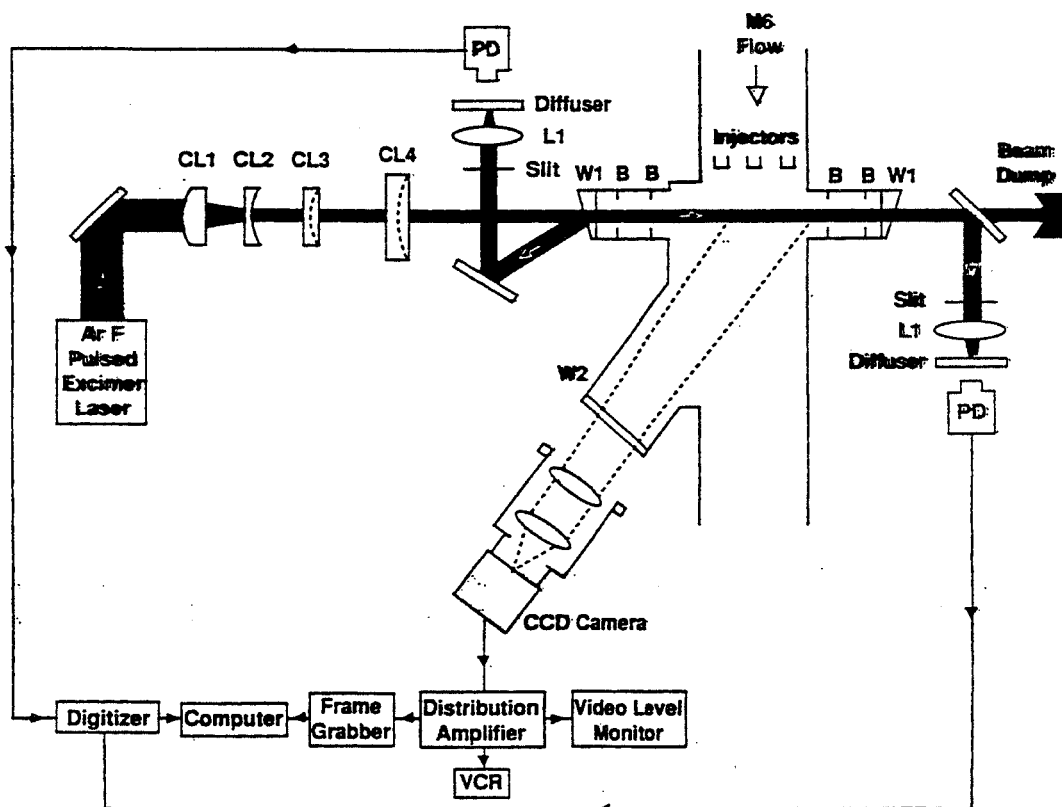 M6
Flow
PD
Diffuser
L1
Slit
Injectors
Beam
Dump
CL1
CL2
CL3
CL4
W1
B
B
B
B
W1
Ar F
Pulsed
Excimer
Laser
Slit
L1
Diffuser
PD
W2
CCD Camera
Digitizer
Computer
Frame
Grabber
Distribution
Amplifier
Video Level
Monitor
VCR